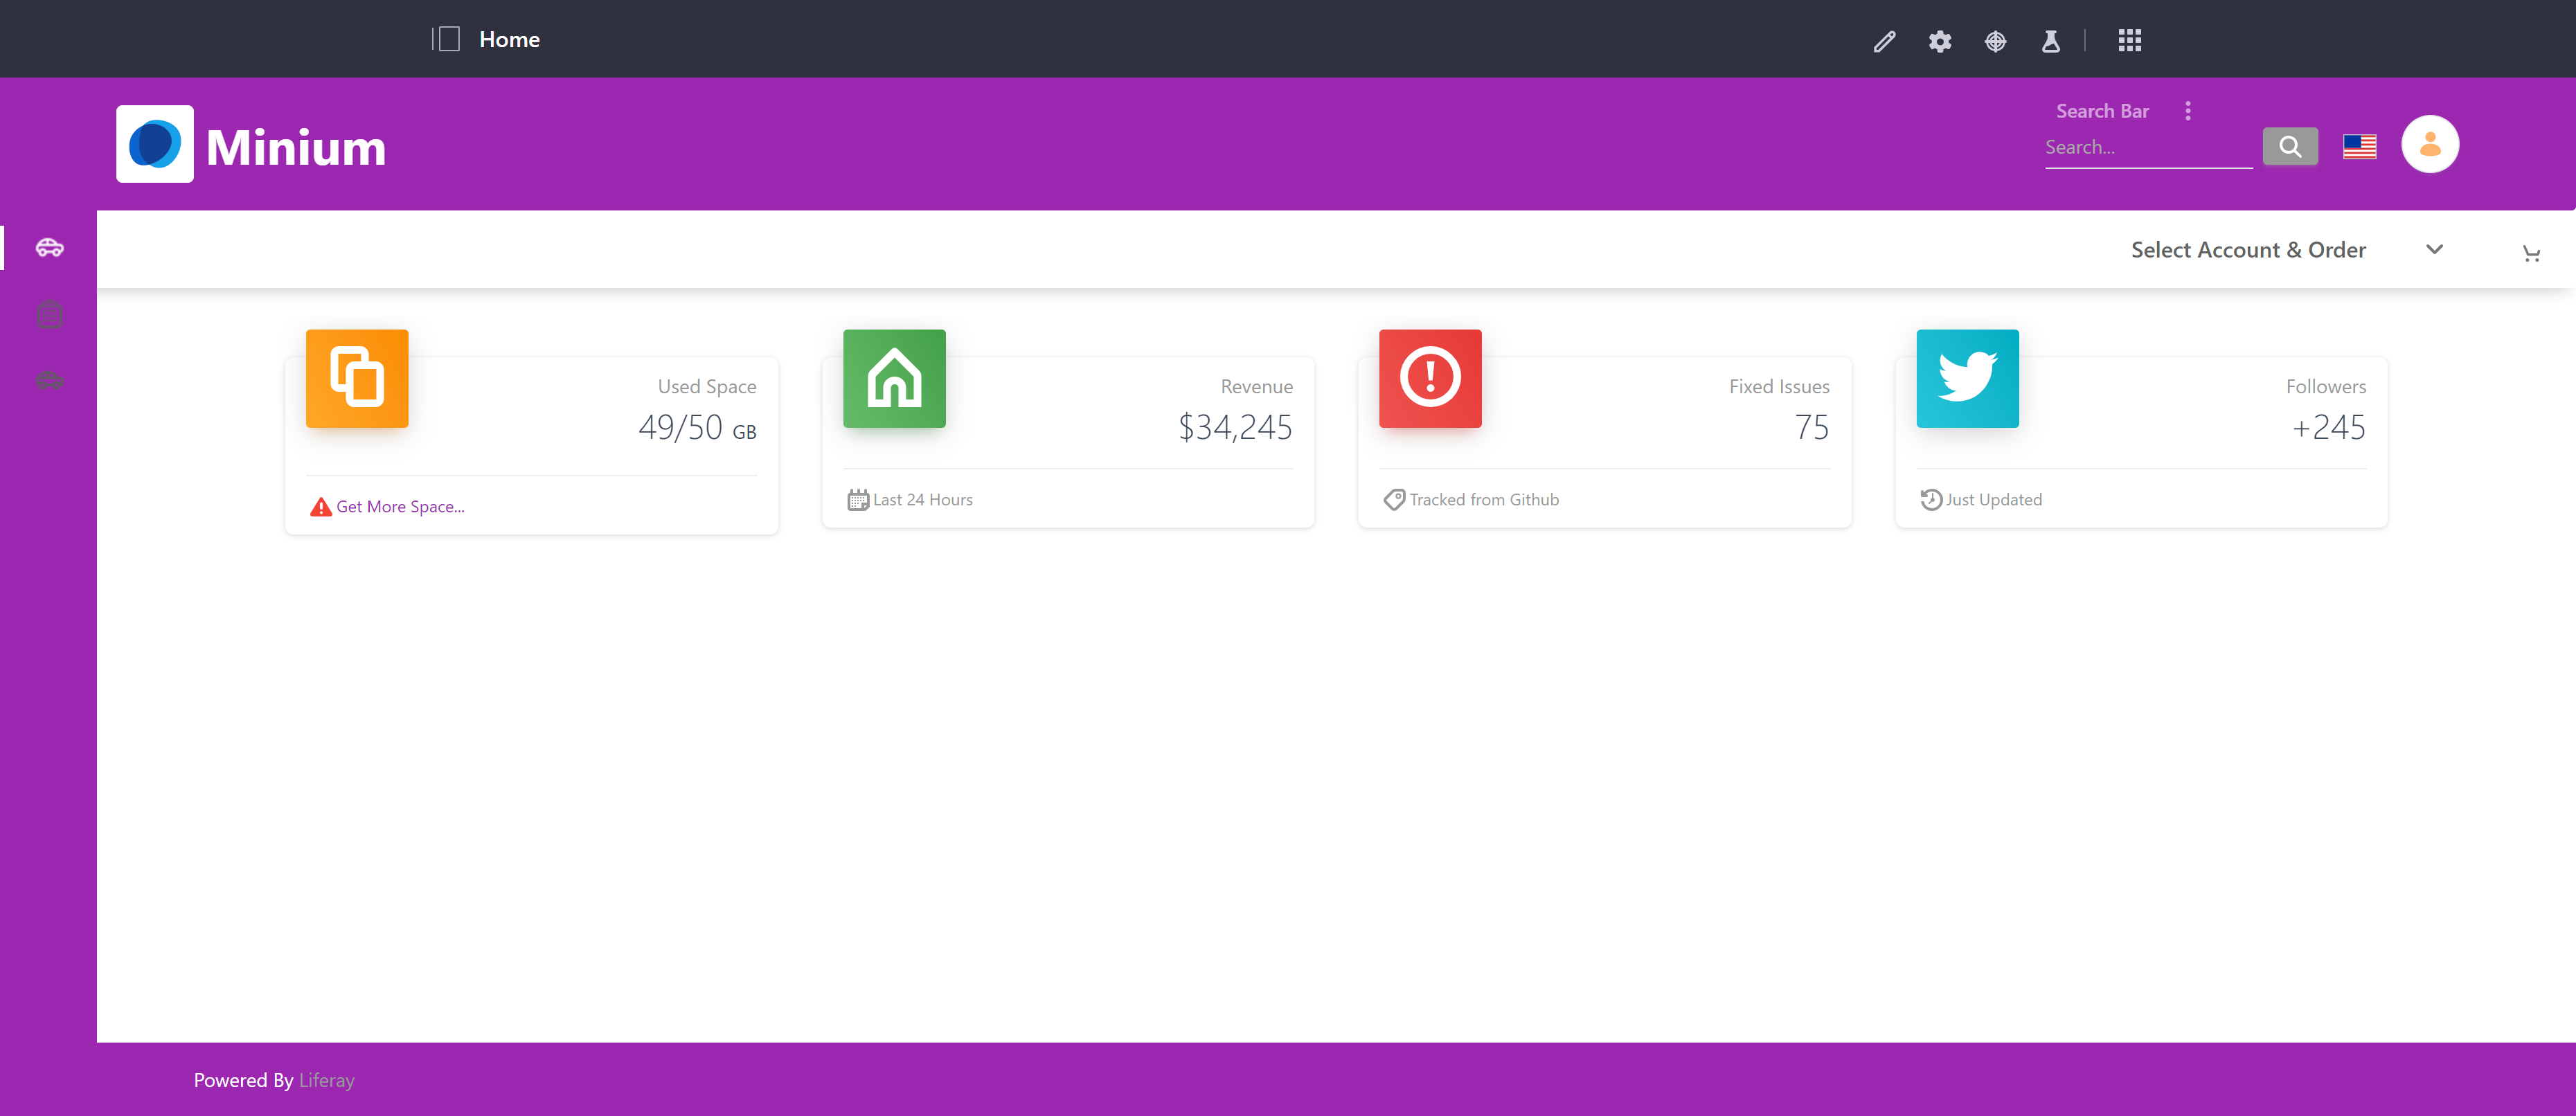 Home
Minium
Search Bar
Search...
Select Account & Order
Used Space
49/50 GB
Get More Space...
Revenue
$34,245
Last 24 Hours
Fixed Issues
75
Tracked from Github
Followers
+245
Just Updated
Powered By Liferay